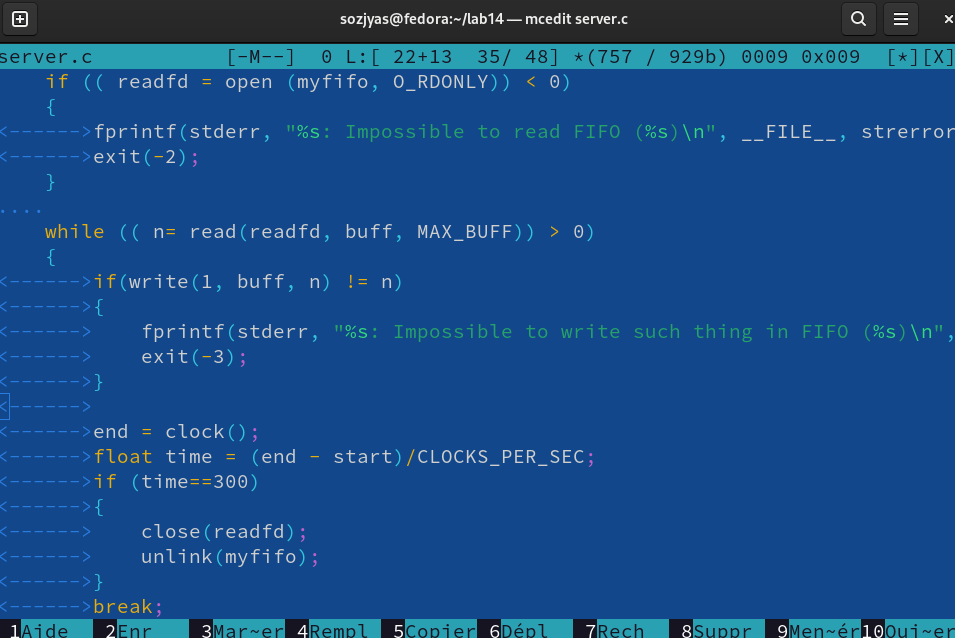 sozjyas@fedora:~/lab14 — mcedit server.c
server.c [-M--] 0 L:[ 22+13 35/ 48] *(757 / 929b) 0009 0x009 [*][X]
if (( readfd = open (myfifo, O_RDONLY)) < 0)
{
<------>fprintf(stderr, "%s: Impossible to read FIFO (%s)\n", __FILE__, strerror
<------>exit(-2);
}
....
while (( n= read(readfd, buff, MAX_BUFF)) > 0)
{
<------>if(write(1, buff, n) != n)
<------>{
<------> fprintf(stderr, "%s: Impossible to write such thing in FIFO (%s)\n",
<------> exit(-3);
<------>}
<------>
<------>end = clock();
<------>float time = (end - start)/CLOCKS_PER_SEC;
<------>if (time==300)
<------>{
<------> close(readfd);
<------> unlink(myfifo);
<------>}
<------>break;
1Aide 2Enr 3Mar~er 4Rempl 5Copier 6Dépl 7Rech 8Suppr 9Men~ér 10Qui~er